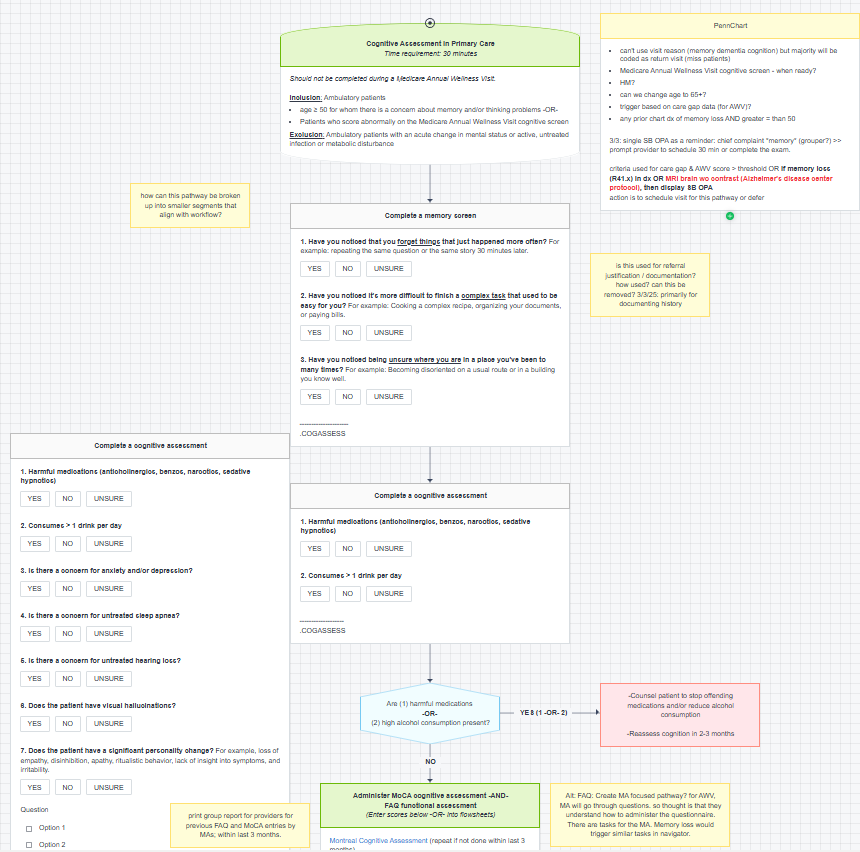 Cognitive Assessment in Primary Care
Time requirement: 30 minutes
Should not be completed during a Medicare Annual Wellness Visit.
Inclusion: Ambulatory patients
age ≥ 50 for whom there is a concern about memory and/or thinking problems -OR-
Patients who score abnormally on the Medicare Annual Wellness Visit cognitive screen
Exclusion: Ambulatory patients with an acute change in mental status or active, untreated
infection or metabolic disturbance
PennChart
can't use visit reason (memory dementia cognition) but majority will be
coded as return visit (miss patients)
Medicare Annual Wellness Visit cognitive screen - when ready?
HM?
can we change age to 65+?
trigger based on care gap data (for AWV)?
any prior chart dx of memory loss AND greater = than 50
3/3: single SB OPA as a reminder: chief complaint "memory" (grouper?) >>
prompt provider to schedule 30 min or complete the exam.
criteria used for care gap & AWV score > threshold OR if memory loss
(R41.x) in dx OR MRI brain wo contrast (Alzheimer's disease center
protocol), then display SB OPA
action is to schedule visit for this pathway or defer
how can this pathway be broken
up into smaller segments that
align with workflow?
Complete a memory screen
1. Have you noticed that you forget things that just happened more often? For
example: repeating the same question or the same story 30 minutes later.
YES NO UNSURE
2. Have you noticed it's more difficult to finish a complex task that used to be
easy for you? For example: Cooking a complex recipe, organizing your documents,
or paying bills.
YES NO UNSURE
3. Have you noticed being unsure where you are in a place you've been to
many times? For example: Becoming disoriented on a usual route or in a building
you know well.
YES NO UNSURE
--------------------
.COGASSESS
is this used for referral
justification / documentation?
how used? can this be
removed? 3/3/25: primarily for
documenting history
Complete a cognitive assessment
1. Harmful medications (anticholinergics, benzos, narcotics, sedative
hypnotics)
YES NO UNSURE
2. Consumes > 1 drink per day
YES NO UNSURE
3. Is there a concern for anxiety and/or depression?
YES NO UNSURE
4. Is there a concern for untreated sleep apnea?
YES NO UNSURE
5. Is there a concern for untreated hearing loss?
YES NO UNSURE
6. Does the patient have visual hallucinations?
YES NO UNSURE
7. Does the patient have a significant personality change? For example, loss of
empathy, disinhibition, apathy, ritualistic behavior, lack of insight into symptoms, and
irritability.
YES NO UNSURE
Question
Option 1
Option 2
Complete a cognitive assessment
1. Harmful medications (anticholinergics, benzos, narcotics, sedative
hypnotics)
YES NO UNSURE
2. Consumes > 1 drink per day
YES NO UNSURE
------------------
.COGASSESS
Are (1) harmful medications
-OR-
(2) high alcohol consumption present?
YES (1 -OR- 2)
-Counsel patient to stop offending
medications and/or reduce alcohol
consumption
-Reassess cognition in 2-3 months
NO
print group report for providers for
previous FAQ and MoCA entries by
MAs; within last 3 months.
Administer MoCA cognitive assessment -AND-
FAQ functional assessment
(Enter scores below -OR- into flowsheets)
Montreal Cognitive Assessment (repeat if not done within last 3
months)
Alt: FAQ: Create MA focused pathway? for AWV,
MA will go through questions, so thought is that they
understand how to administer the questionnaire.
There are tasks for the MA. Memory loss would
trigger similar tasks in navigator.